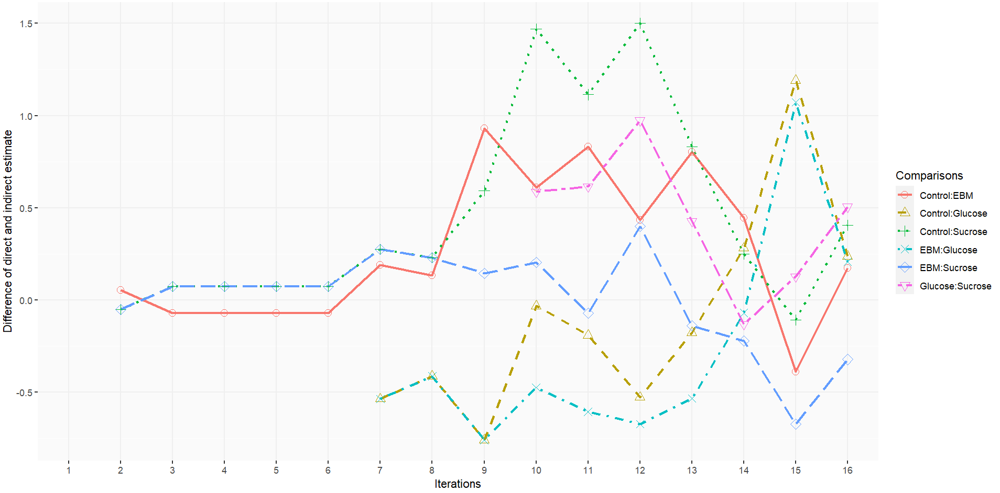 1.5
1.0
0.5
0.0
-0.5
Difference of direct and indirect estimate
1 2 3 4 5 6 7 8 9 10 11 12 13 14 15 16
Iterations
Comparisons
Control:EBM
Control:Glucose
Control:Sucrose
EBM:Glucose
EBM:Sucrose
Glucose:Sucrose